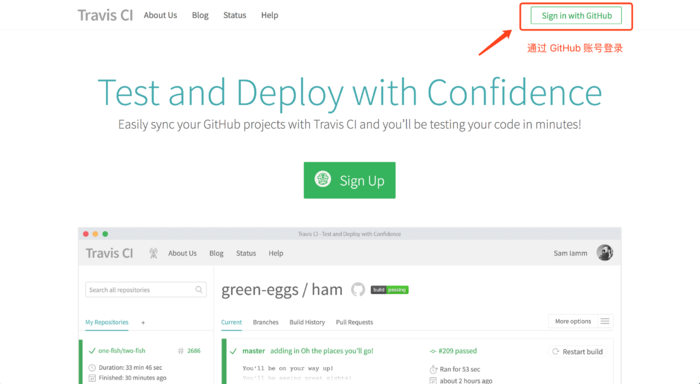 Travis CI About Us Blog Status Help Sign in with GitHub
通过 GitHub 账号登录
Test and Deploy with Confidence
Easily sync your GitHub projects with Travis CI and you'll be testing your code in minutes!
Sign Up
Travis CI - Test and Deploy with Confidence
Travis CI About Us Blog Status Help Sam Iamm
Search all repositories
green-eggs / ham build passing
My Repositories +
Current Branches Build History Pull Requests More options
one-fish/two-fish # 2686
Duration: 33 min 46 sec
Finished: 30 minutes ago
master adding in Oh the places you'll go! #209 passed Restart build
You'll be on your way up! Ran for 53 sec
You'll be seeing great sights! about 2 hours ago